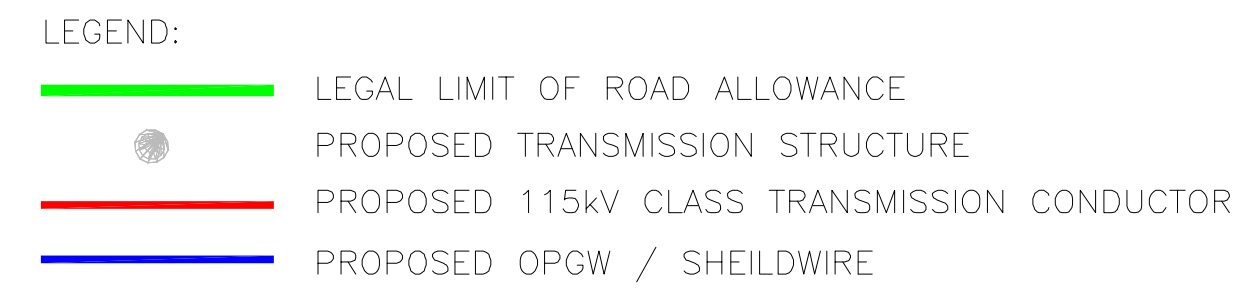 LEGEND:
LEGAL LIMIT OF ROAD ALLOWANCE
PROPOSED TRANSMISSION STRUCTURE
PROPOSED 115kV CLASS TRANSMISSION CONDUCTOR
PROPOSED OPGW / SHEILDWIRE